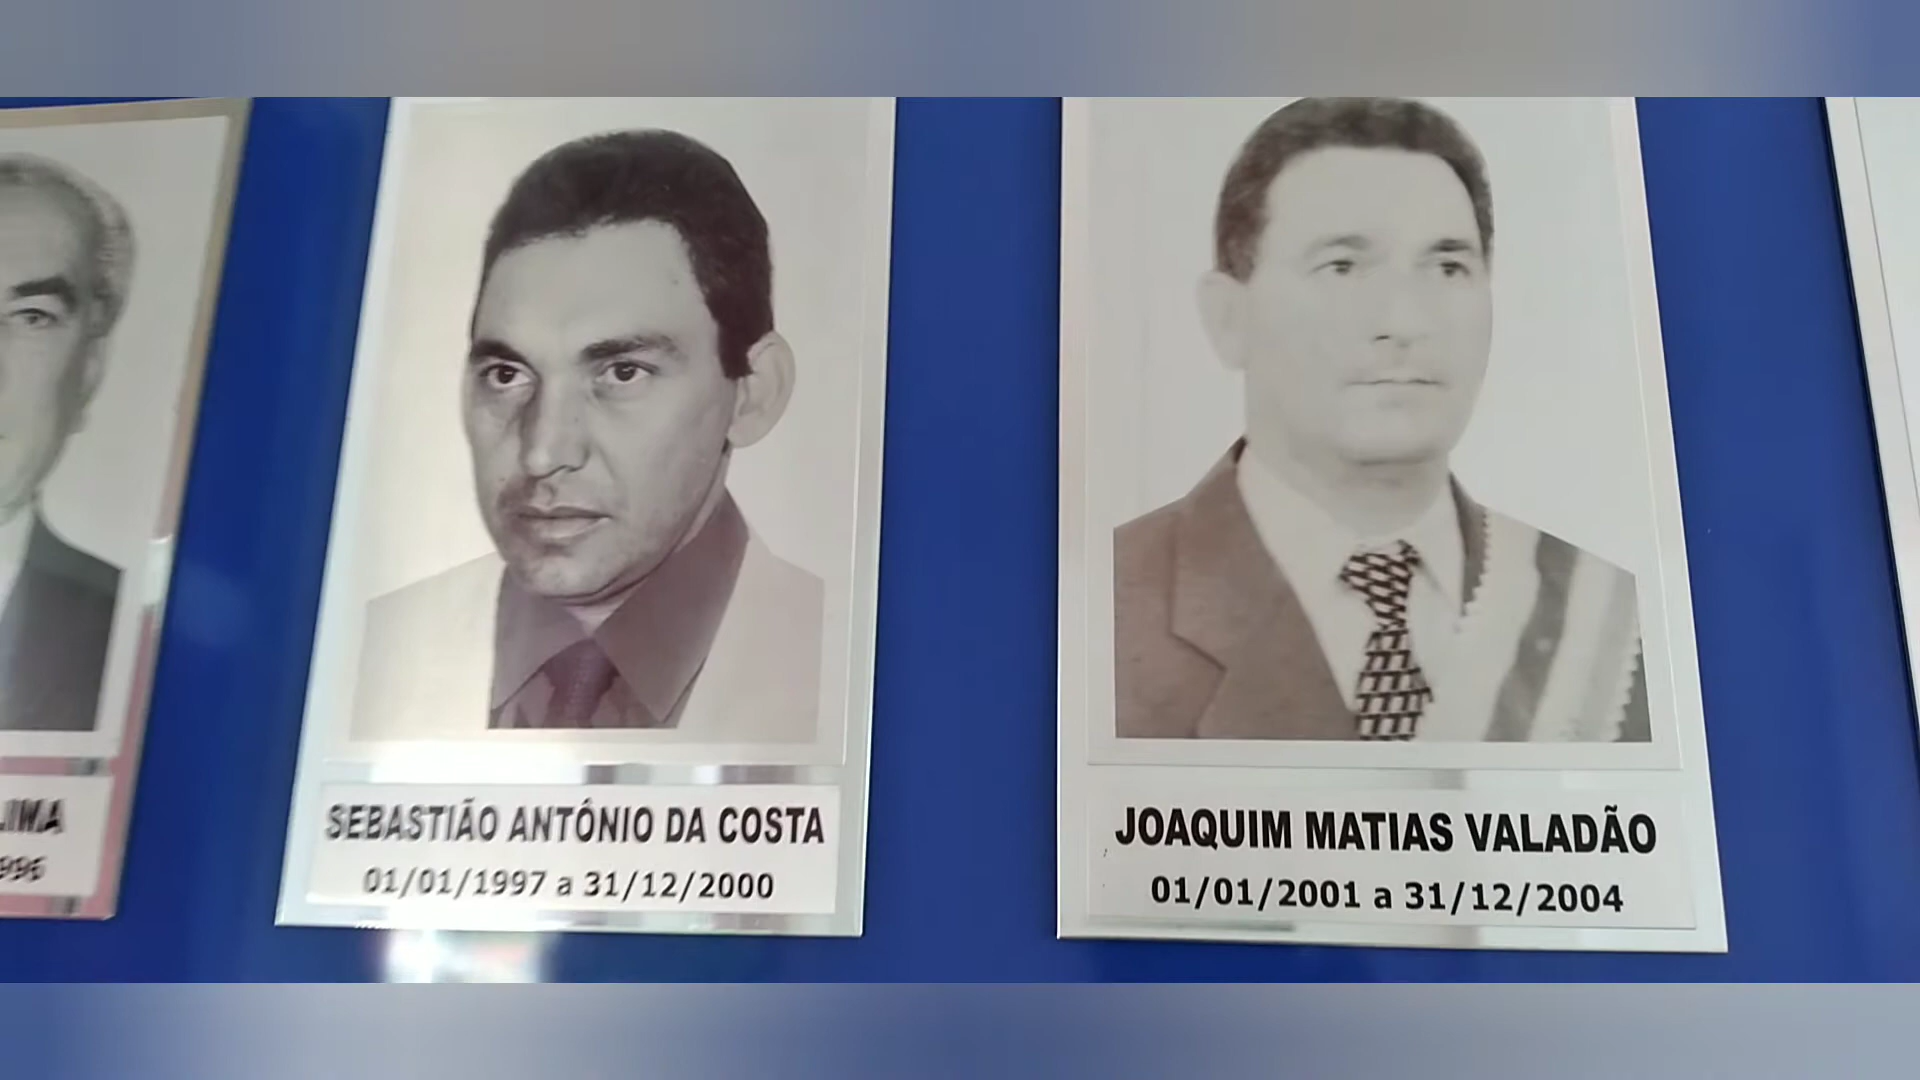 LIMA
1996
SEBASTIÃO ANTÔNIO DA COSTA
01/01/1997 a 31/12/2000
JOAQUIM MATIAS VALADÃO
01/01/2001 a 31/12/2004